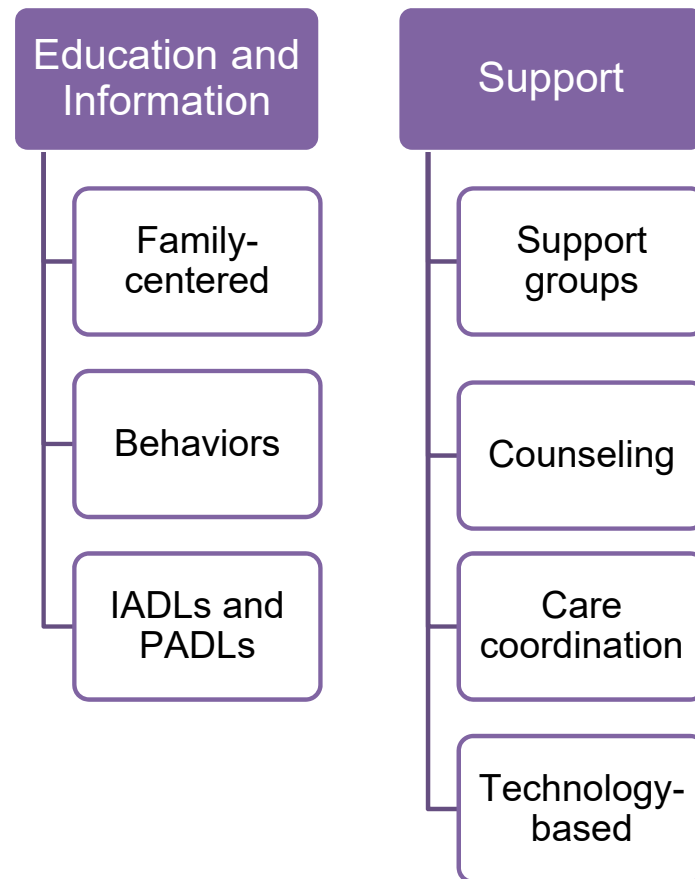 Education and
Information
Family-
centered
Behaviors
IADLs and
PADLs
Support
Support
groups
Counseling
Care
coordination
Technology-
based